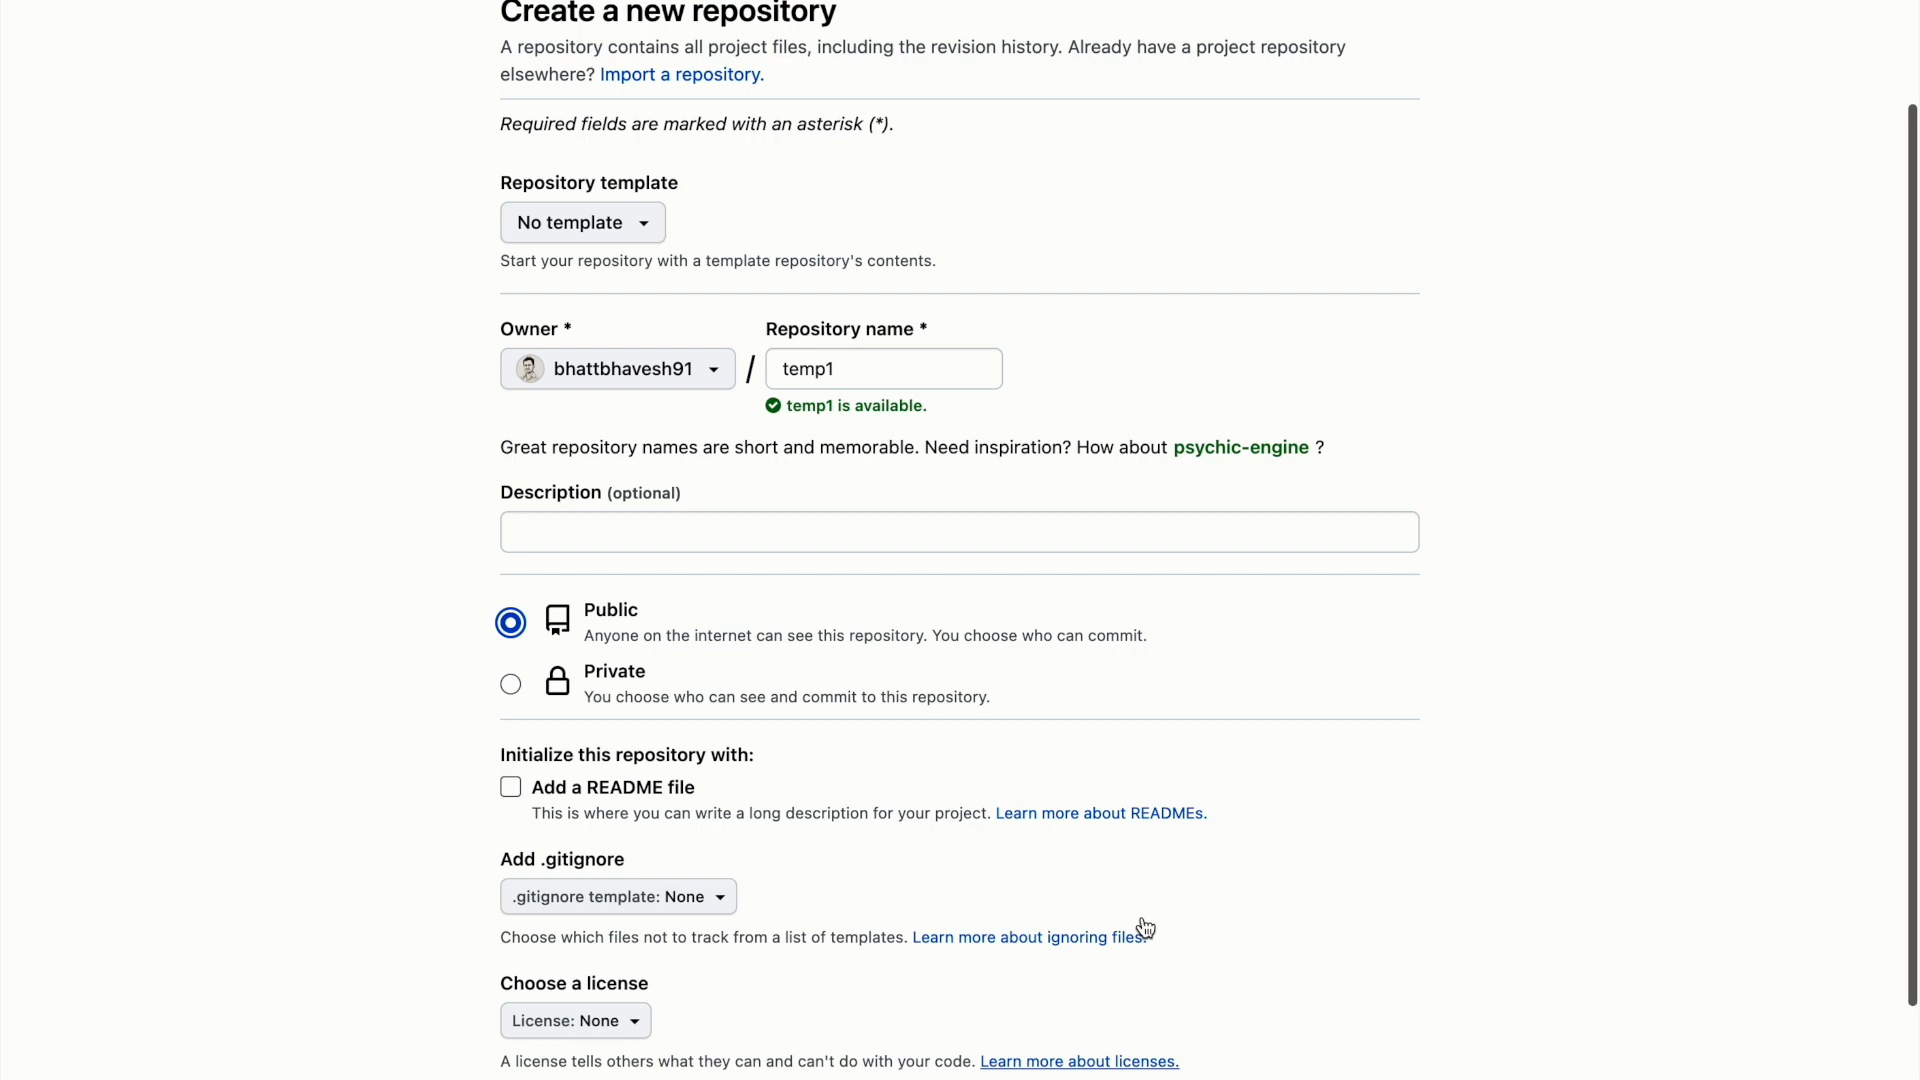 Create a new repository
A repository contains all project files, including the revision history. Already have a project repository
elsewhere? Import a repository.
Required fields are marked with an asterisk (*).
Repository template
No template
Start your repository with a template repository's contents.
Owner * Repository name *
bhattbhavesh91 / temp1
temp1 is available.
Great repository names are short and memorable. Need inspiration? How about psychic-engine ?
Description (optional)
Public
Anyone on the internet can see this repository. You choose who can commit.
Private
You choose who can see and commit to this repository.
Initialize this repository with:
Add a README file
This is where you can write a long description for your project. Learn more about READMEs.
Add .gitignore
.gitignore template: None
Choose which files not to track from a list of templates. Learn more about ignoring files.
Choose a license
License: None
A license tells others what they can and can't do with your code. Learn more about licenses.